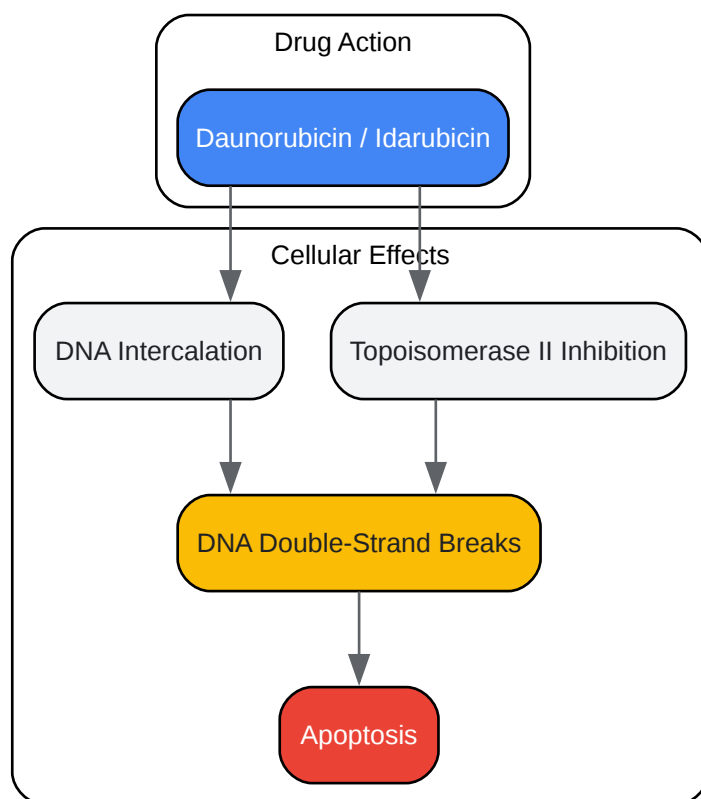 Drug Action
Daunorubicin / Idarubicin
Cellular Effects
DNA Intercalation
Topoisomerase II Inhibition
DNA Double-Strand Breaks
Apoptosis